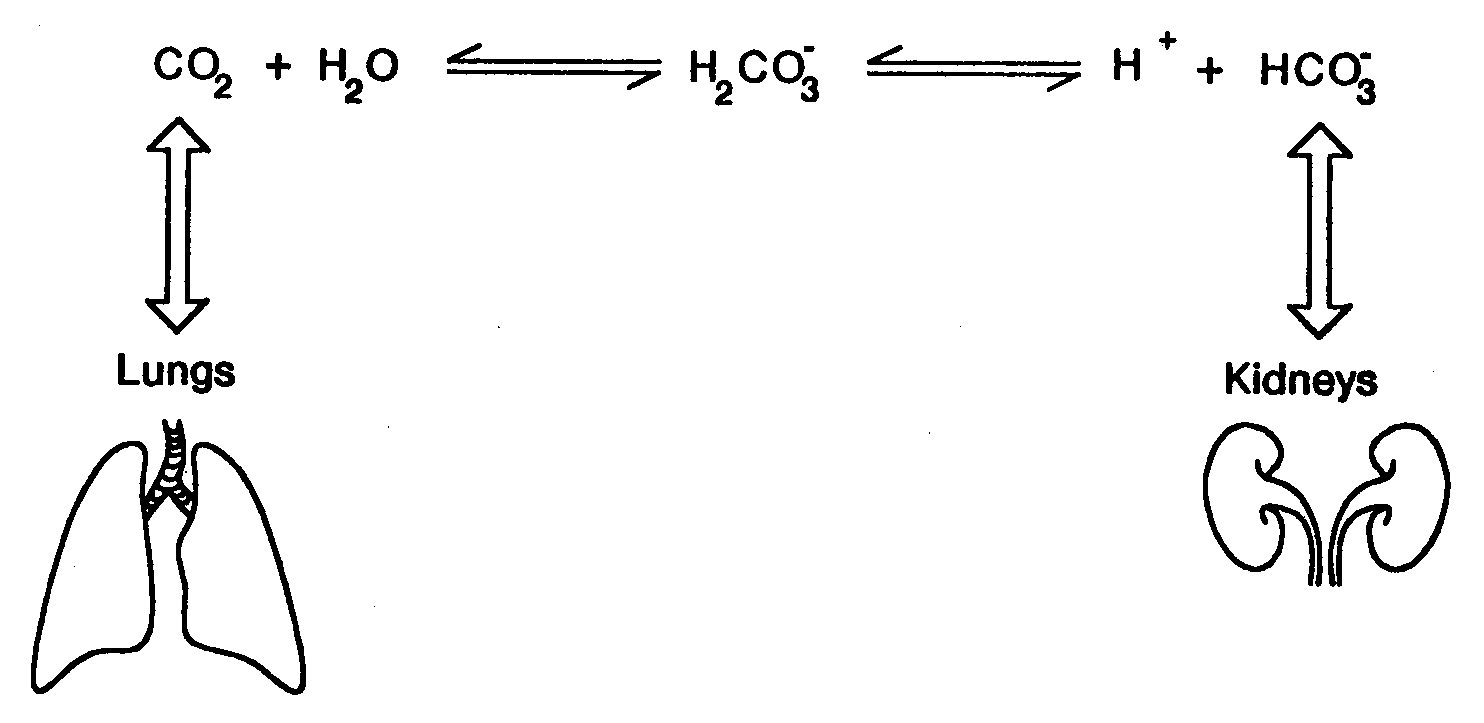 CO₂ + H₂O ⇌ H₂CO₃⁻ ⇌ H⁺ + HCO₃⁻
Lungs
Kidneys